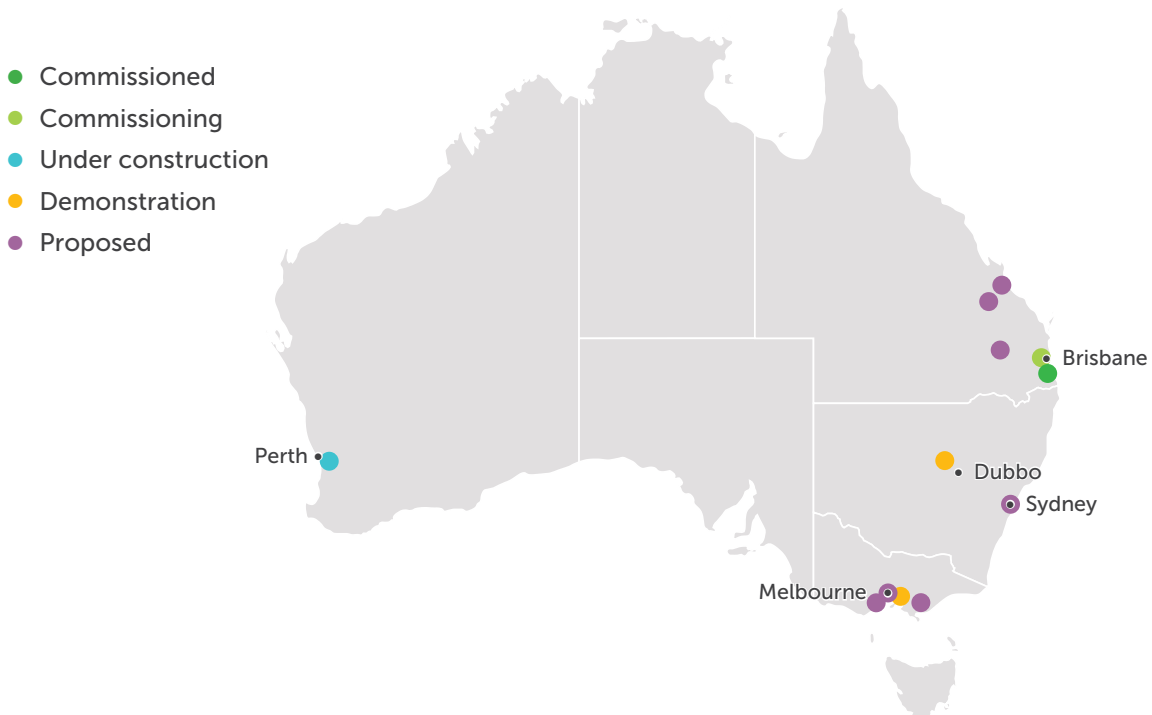 Commissioned
Commissioning
Under construction
Demonstration
Proposed
Brisbane
Perth
Dubbo
Sydney
Melbourne